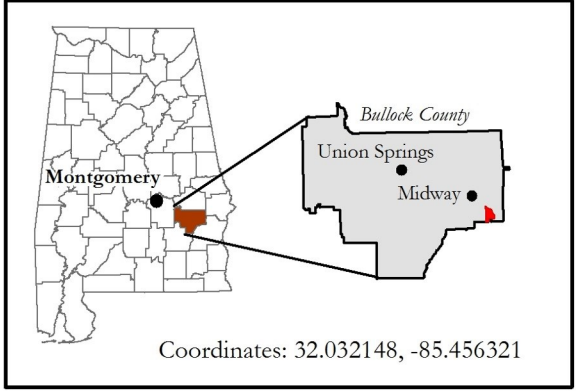 Bullock County
Union Springs
Montgomery
Midway
Coordinates: 32.032148, -85.456321